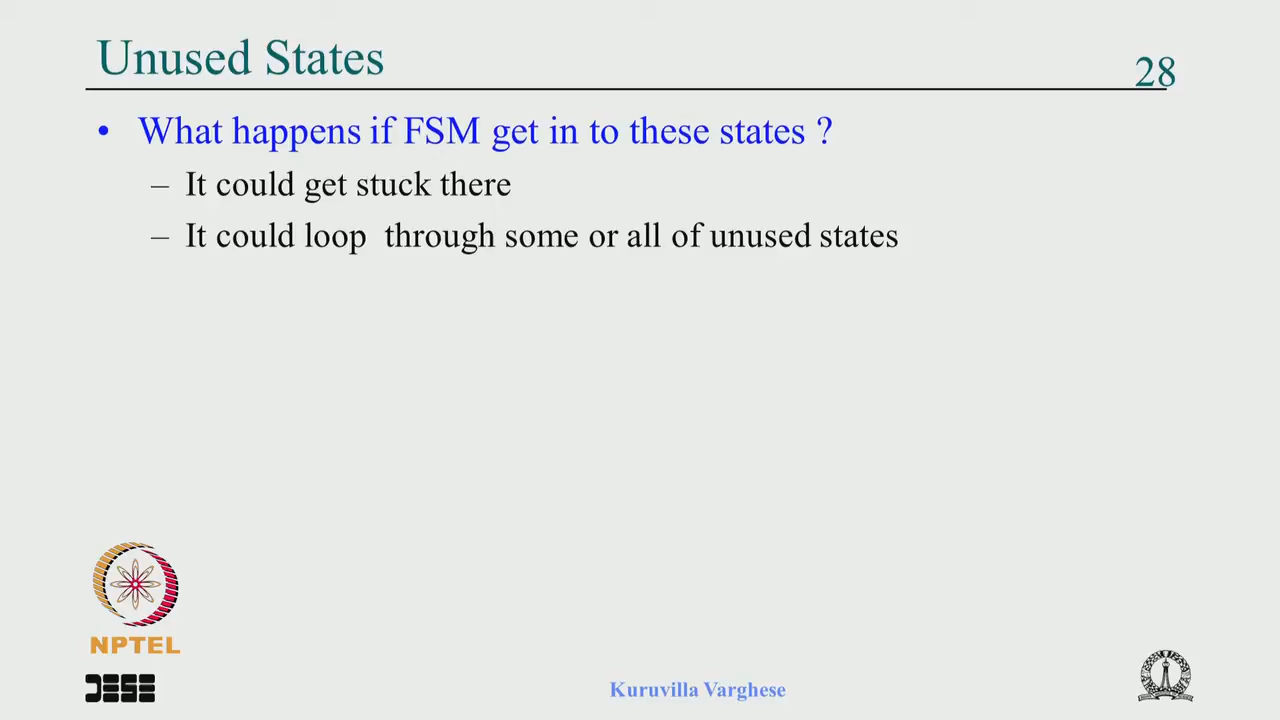 Unused States
28
• What happens if FSM get in to these states ?
– It could get stuck there
– It could loop through some or all of unused states
NPTEL
DESE
Kuruvilla Varghese